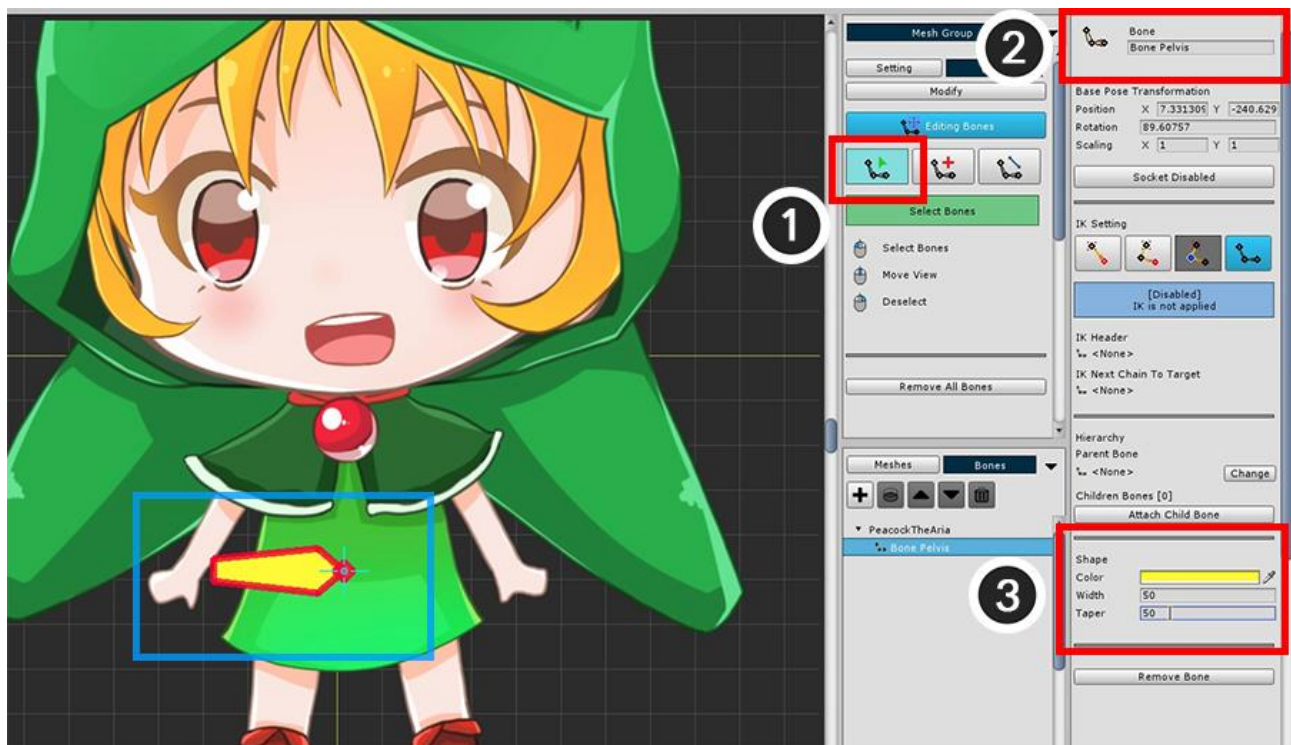 Mesh Group
Setting
Modify
Editing Bones
Select Bones
Select Bones
Move View
Deselect
Remove All Bones
Meshes
Bones
PeacockTheAria
Bone Pelvis
1
2
3
Bone
Bone Pelvis
Base Pose Transformation
Position X 7.331309 Y -240.629
Rotation 89.60757
Scaling X 1 Y 1
Socket Disabled
IK Setting
[Disabled]
IK is not applied
IK Header
<None>
IK Next Chain To Target
<None>
Hierarchy
Parent Bone
<None> Change
Children Bones [0]
Attach Child Bone
Shape
Color
Width 50
Taper 50
Remove Bone